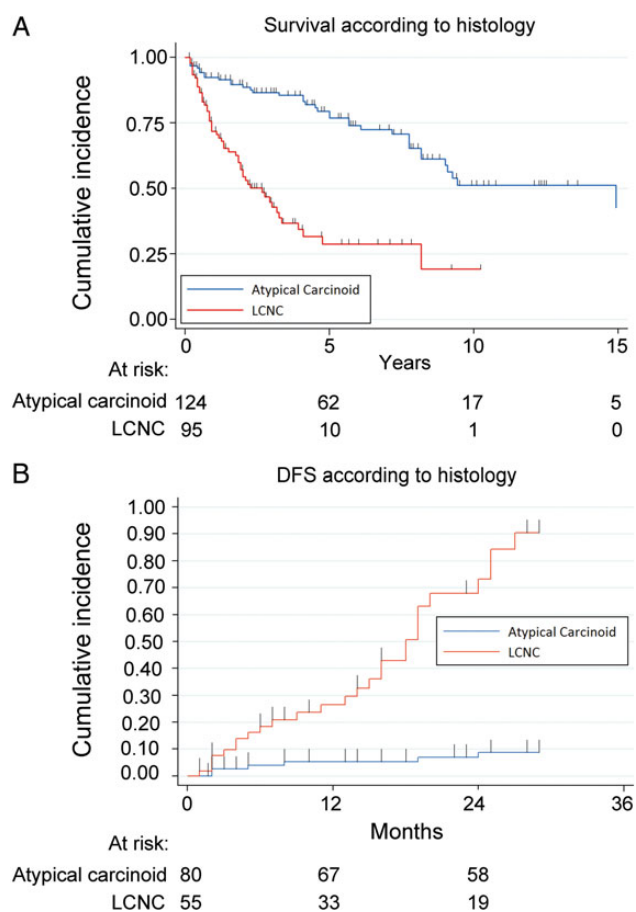 A
Survival according to histology
Cumulative incidence
1.00
0.75
0.50
0.25
0.00
Atypical Carcinoid
LCNC
0 5 10 15
Years
At risk:
Atypical carcinoid 124 62 17 5
LCNC 95 10 1 0
B
DFS according to histology
Cumulative incidence
1.00
0.90
0.80
0.70
0.60
0.50
0.40
0.30
0.20
0.10
0.00
Atypical Carcinoid
LCNC
0 12 24 36
Months
At risk:
Atypical carcinoid 80 67 58
LCNC 55 33 19